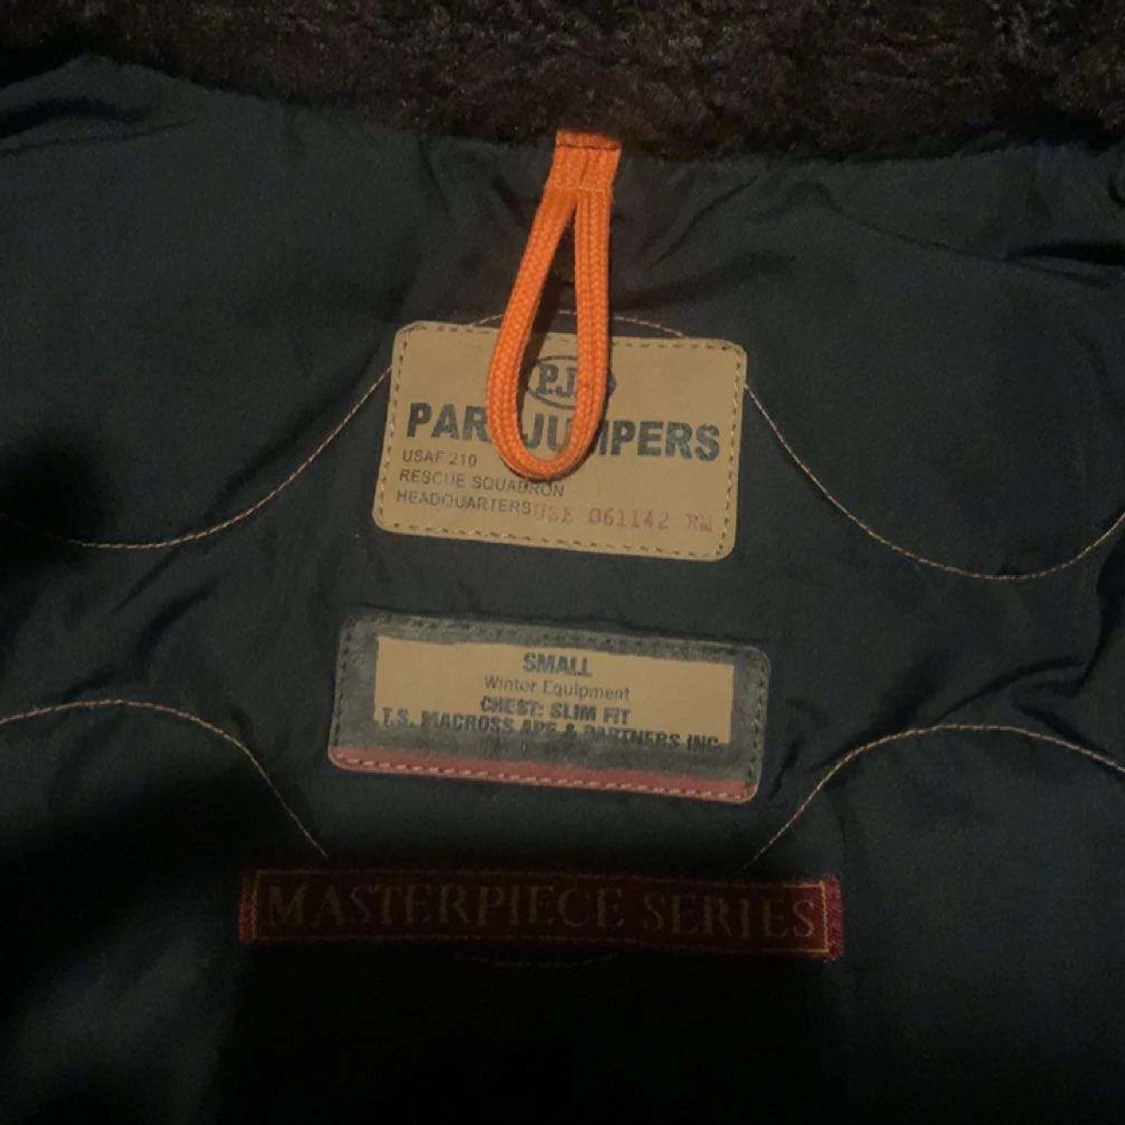 P.J.
PARAJUMPERS
USAF 210
RESCUE SQUADRON
HEADQUARTERS USE 061142 RW
SMALL
Winter Equipment
CHEST: SLIM FIT
T.S. MACROSS APE & PARTNERS INC.
MASTERPIECE SERIES